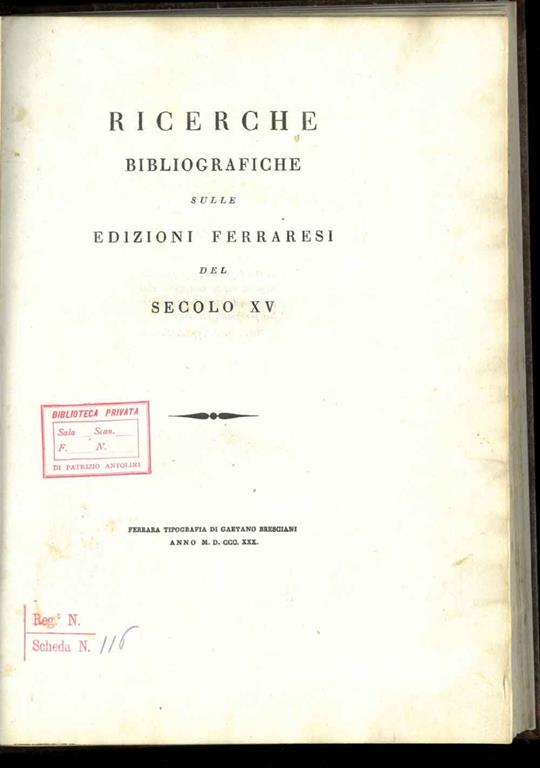 RICERCHE
BIBLIOGRAFICHE
SULLE
EDIZIONI FERRARESI
DEL
SECOLO XV
BIBLIOTECA PRIVATA
Sala Scan.
F. N.
DI PATRIZIO ANTOLINI
FERRARA TIPOGRAFIA DI GAETANO BRESCIANI
ANNO M. D. CCC. XXX.
Reg.° N.
Scheda N. 116